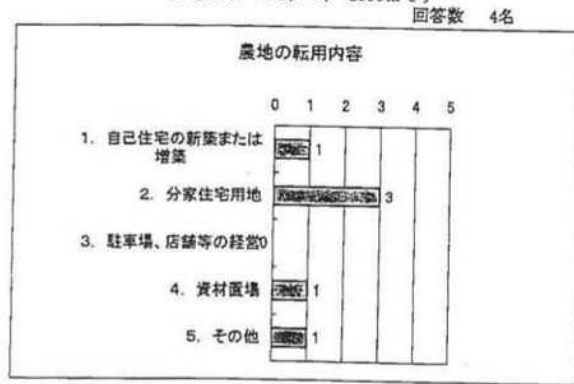 回答数 4名
農地の転用内容
0 1 2 3 4 5
1. 自己住宅の新築または
増築
1
2. 分家住宅用地
3
3. 駐車場、店舗等の経営0
4. 資材置場
1
5. その他
1